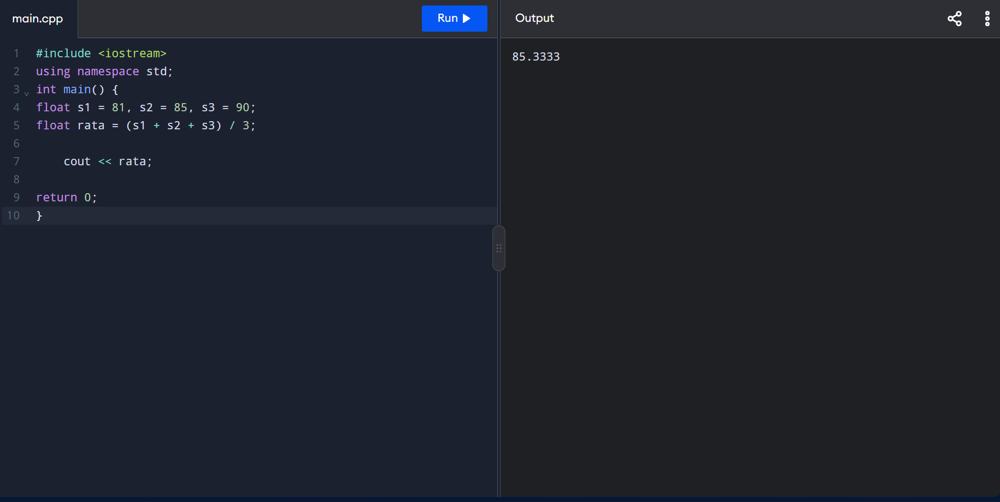 main.cpp
Run
Output
1 #include <iostream>
2 using namespace std;
3 int main() {
4 float s1 = 81, s2 = 85, s3 = 90;
5 float rata = (s1 + s2 + s3) / 3;
6
7     cout << rata;
8
9 return 0;
10 }
85.3333